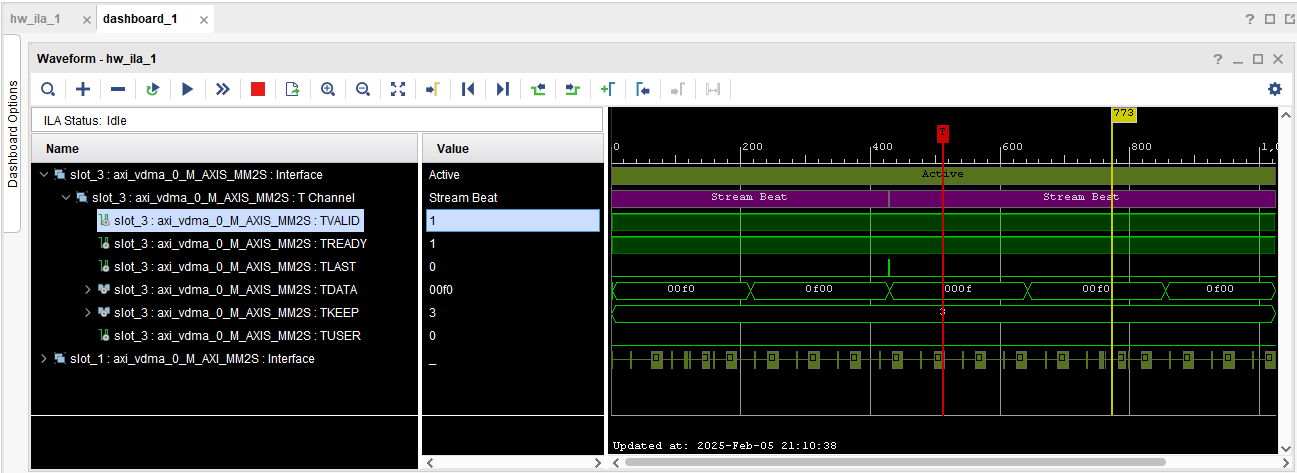 hw_ila_1 × dashboard_1 ×
? 
Dashboard Options
Waveform - hw_ila_1
?
ILA Status: Idle
Name Value
T 773
0 200 400 600 800 1,0
slot_3 : axi_vdma_0_M_AXIS_MM2S : Interface Active Active
slot_3 : axi_vdma_0_M_AXIS_MM2S : T Channel Stream Beat Stream Beat Stream Beat
slot_3 : axi_vdma_0_M_AXIS_MM2S : TVALID 1
slot_3 : axi_vdma_0_M_AXIS_MM2S : TREADY 1
slot_3 : axi_vdma_0_M_AXIS_MM2S : TLAST 0
slot_3 : axi_vdma_0_M_AXIS_MM2S : TDATA 00f0 00f0 0f00 000f 00f0 0f00
slot_3 : axi_vdma_0_M_AXIS_MM2S : TKEEP 3 3
slot_3 : axi_vdma_0_M_AXIS_MM2S : TUSER 0
slot_1 : axi_vdma_0_M_AXI_MM2S : Interface _
Updated at: 2025-Feb-05 21:10:38